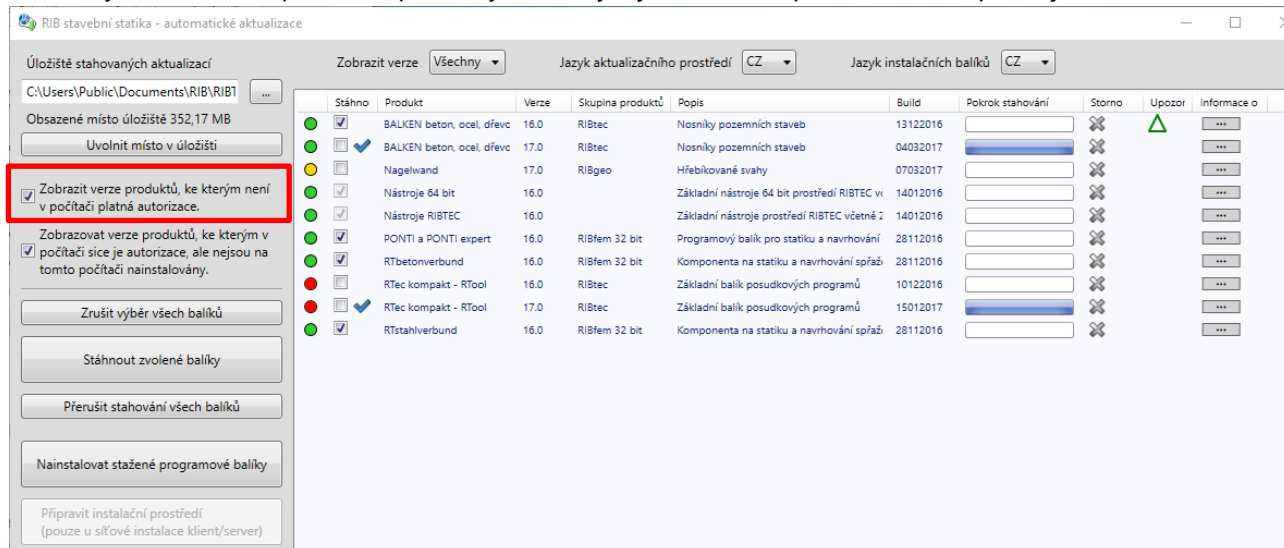 RIB stavební statika - automatické aktualizace
Úložiště stahovaných aktualizací
Zobrazit verze Všechny Jazyk aktualizačního prostředí CZ Jazyk instalačních balíků CZ
C:\Users\Public\Documents\RIB\RIBT ...
Obsazené místo úložiště 352,17 MB
Uvolnit místo v úložišti
Zobrazit verze produktů, ke kterým není
v počítači platná autorizace.
Zobrazovat verze produktů, ke kterým v
počítači sice je autorizace, ale nejsou na
tomto počítači nainstalovány.
Zrušit výběr všech balíků
Stáhnout zvolené balíky
Přerušit stahování všech balíků
Nainstalovat stažené programové balíky
Připravit instalační prostředí
(pouze u síťové instalace klient/server)
Stáhno Produkt Verze Skupina produktů Popis Build Pokrok stahování Storno Upozor Informace o
BALKEN beton, ocel, dřevo 16.0 RIBtec Nosníky pozemních staveb 13122016 ...
BALKEN beton, ocel, dřevo 17.0 RIBtec Nosníky pozemních staveb 04032017 ...
Nagelwand 17.0 RIBgeo Hřebíkované svahy 07032017 ...
Nástroje 64 bit 16.0 Základní nástroje 64 bit prostředí RIBTEC vč 14012016 ...
Nástroje RIBTEC 16.0 Základní nástroje prostředí RIBTEC včetně 2 14012016 ...
PONTI a PONTI expert 16.0 RIBfem 32 bit Programový balík pro statiku a navrhování 28112016 ...
RTbetonverbund 16.0 RIBfem 32 bit Komponenta na statiku a navrhování spřaž 28112016 ...
RTec kompakt - RTool 16.0 RIBtec Základní balík posudkových programů 10122016 ...
RTec kompakt - RTool 17.0 RIBtec Základní balík posudkových programů 15012017 ...
RTstahlverbund 16.0 RIBfem 32 bit Komponenta na statiku a navrhování spřaž 28112016 ...